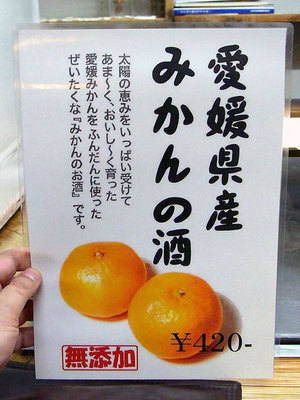 愛媛県産
みかんの酒
太陽の恵みをいっぱい受けて
あま～く、おいし～く育った
愛媛みかんをふんだんに使った
ぜいたくな『みかんのお酒』です。
￥420-
無添加